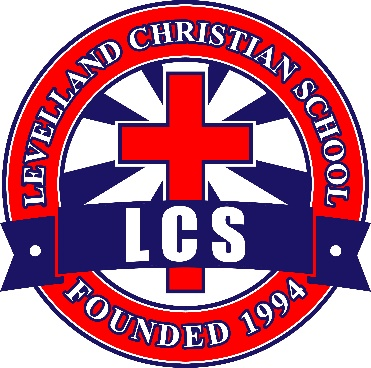 LEVELLAND CHRISTIAN SCHOOL
LCS
FOUNDED 1994